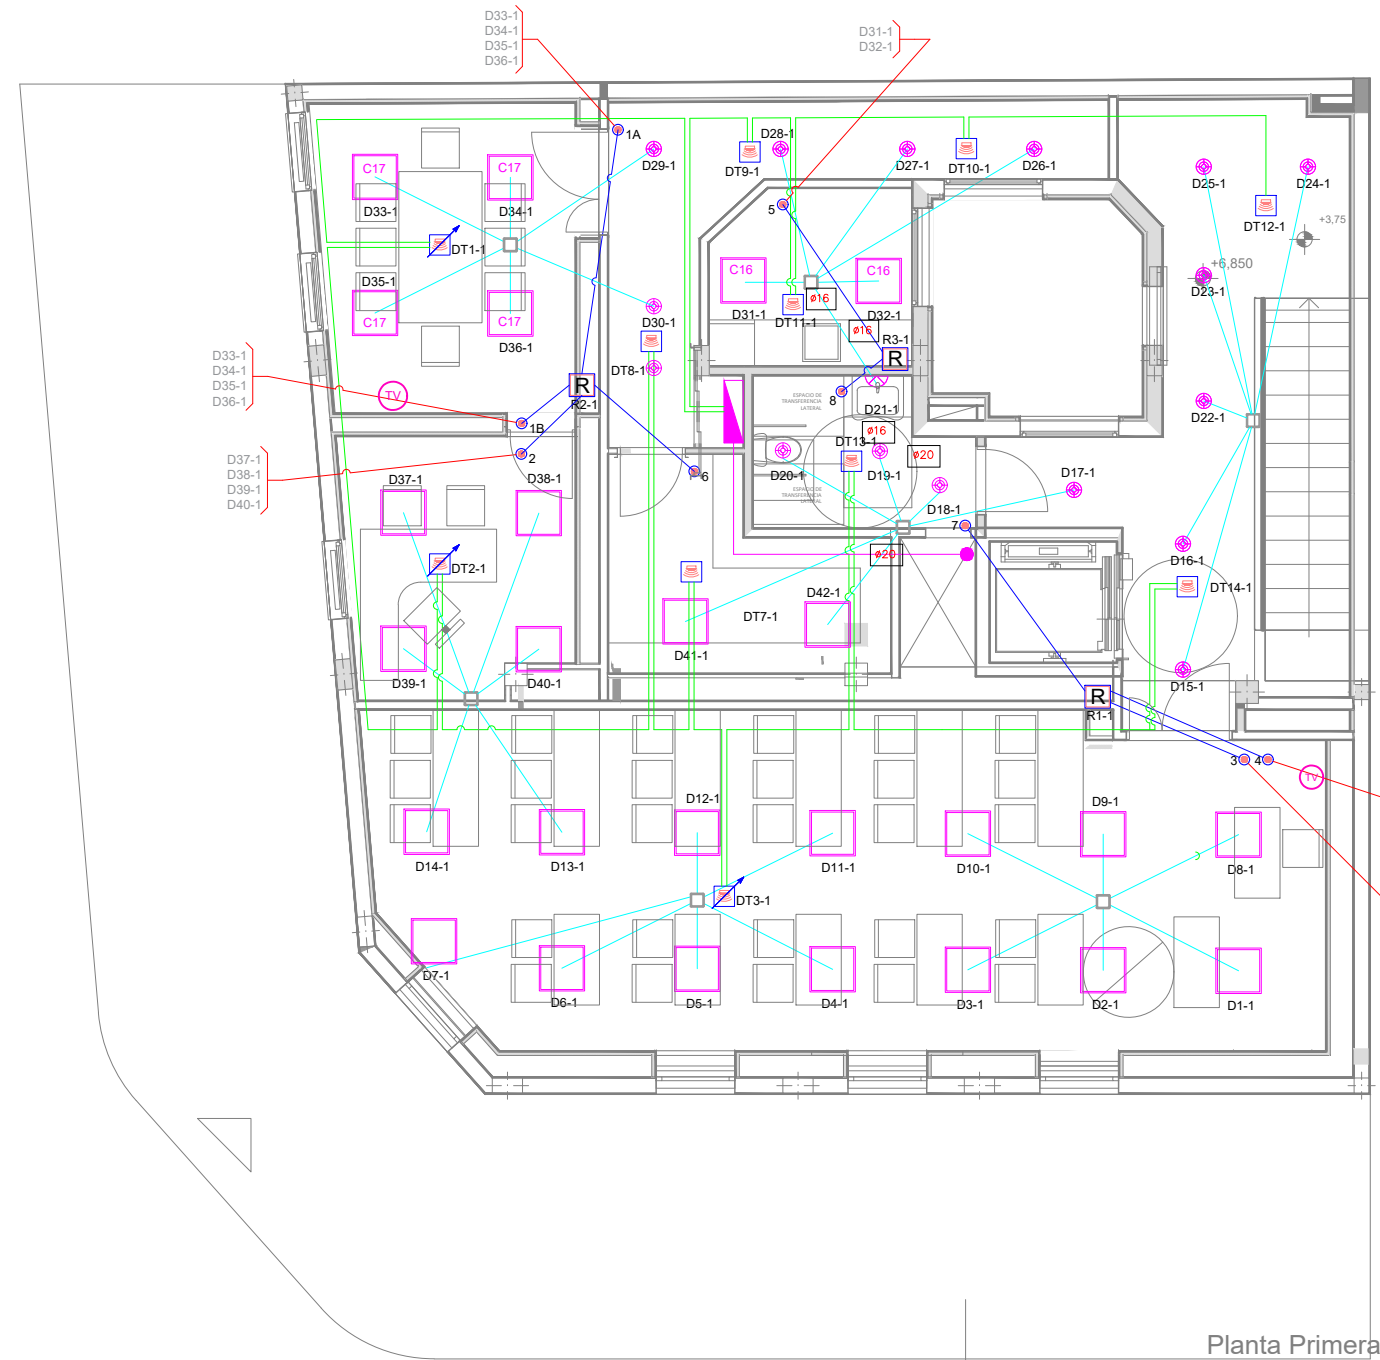 D33-1
D34-1
D35-1
D36-1
D31-1
D32-1
1A
D29-1
DT9-1
D28-1
D27-1
DT10-1
D26-1
D25-1
D24-1
C17
C17
D33-1
D34-1
5
DT12-1
+3,75
DT1-1
+6,850
D35-1
C16
C16
D23-1
ø16
D31-1
DT11-1
D32-1
C17
C17
D30-1
ø16
D36-1
R3-1
R
D33-1
D34-1
D35-1
D36-1
DT8-1
R
R2-1
TV
ESPACIO DE
TRANSFERENCIA
LATERAL
8
D21-1
D22-1
1B
ø16
DT13-1
2
ø20
D37-1
D38-1
D39-1
D40-1
6
D20-1
D19-1
D17-1
D37-1
D38-1
ESPACIO DE
TRANSFERENCIA
LATERAL
D18-1
7
ø20
D16-1
DT2-1
DT14-1
D42-1
DT7-1
D41-1
D39-1
D40-1
D15-1
R
R1-1
3
4
TV
D12-1
D9-1
D14-1
D13-1
D11-1
D10-1
D8-1
DT3-1
D7-1
D6-1
D5-1
D4-1
D3-1
D2-1
D1-1
Planta Primera